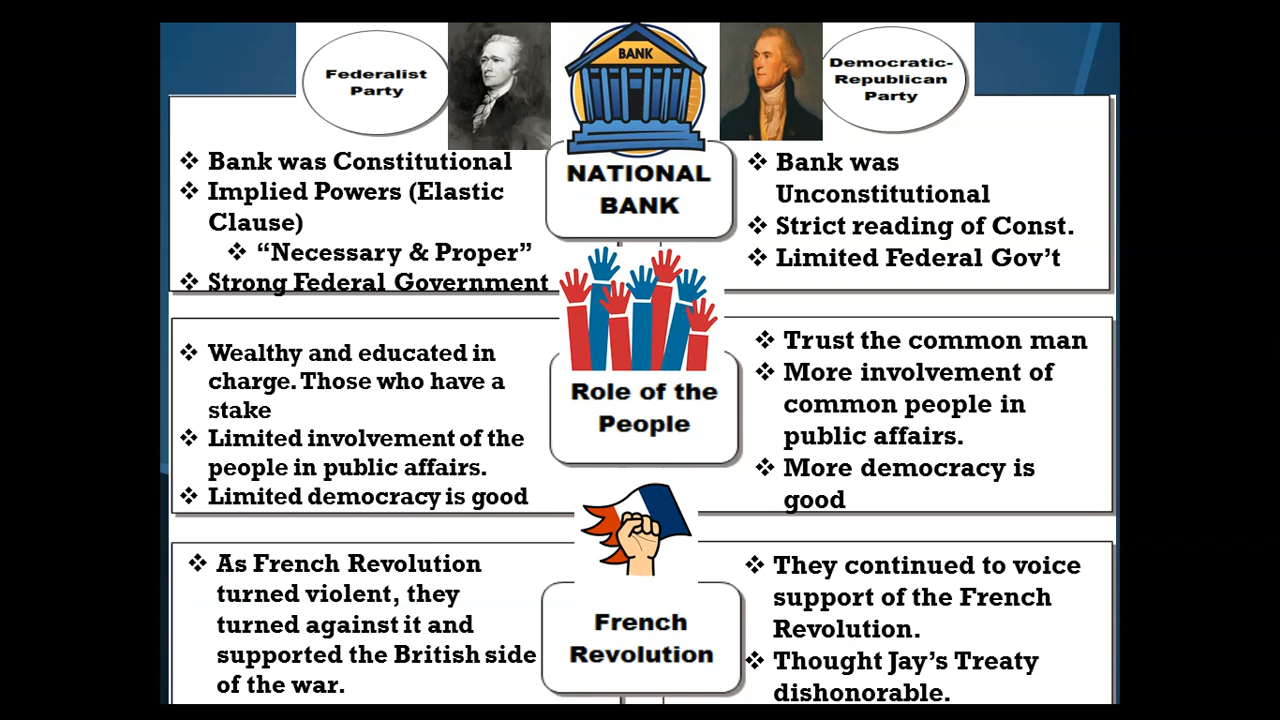 Federalist
Party
BANK
Democratic-
Republican
Party
❖ Bank was Constitutional
❖ Implied Powers (Elastic
Clause)
❖ “Necessary & Proper”
❖ Strong Federal Government
NATIONAL
BANK
❖ Bank was
Unconstitutional
❖ Strict reading of Const.
❖ Limited Federal Gov’t
❖ Wealthy and educated in
charge. Those who have a
stake
❖ Limited involvement of the
people in public affairs.
❖ Limited democracy is good
Role of the
People
❖ Trust the common man
❖ More involvement of
common people in
public affairs.
❖ More democracy is
good
❖ As French Revolution
turned violent, they
turned against it and
supported the British side
of the war.
French
Revolution
❖ They continued to voice
support of the French
Revolution.
❖ Thought Jay’s Treaty
dishonorable.